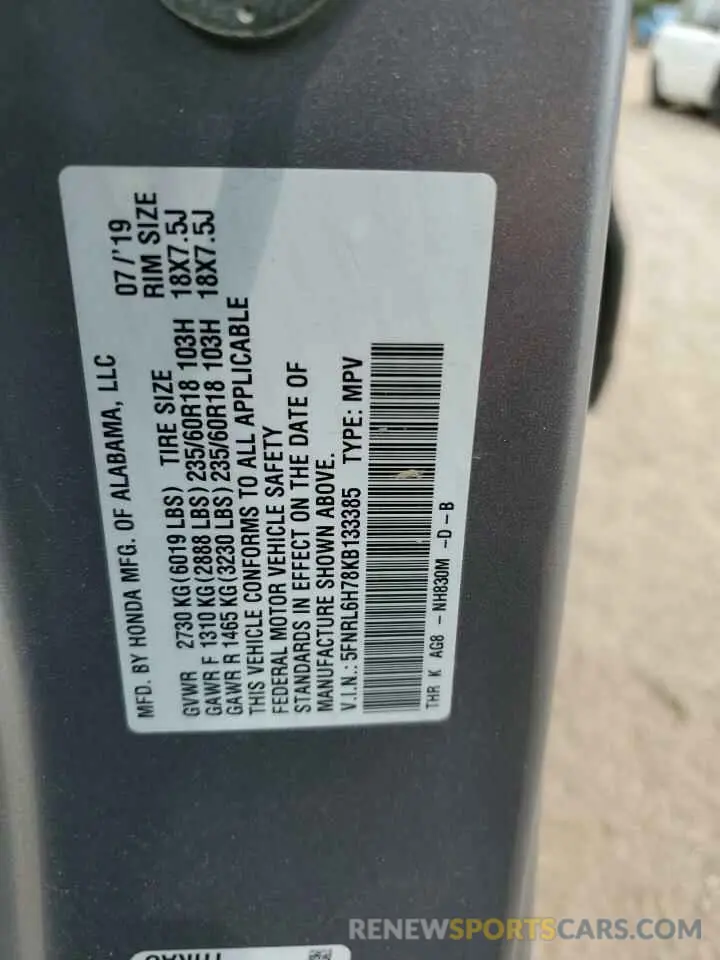 MFD. BY HONDA MFG. OF ALABAMA, LLC 07/'19
GVWR 2730 KG (6019 LBS) TIRE SIZE RIM SIZE
GAWR F 1310 KG (2888 LBS) 235/60R18 103H 18X7.5J
GAWR R 1465 KG (3230 LBS) 235/60R18 103H 18X7.5J
THIS VEHICLE CONFORMS TO ALL APPLICABLE
FEDERAL MOTOR VEHICLE SAFETY
STANDARDS IN EFFECT ON THE DATE OF
MANUFACTURE SHOWN ABOVE.
V.I.N.: 5FNRL6H78KB133385 TYPE: MPV
THR K AG8 - NH830M -D-B
RENEWSPORTSCARS.COM